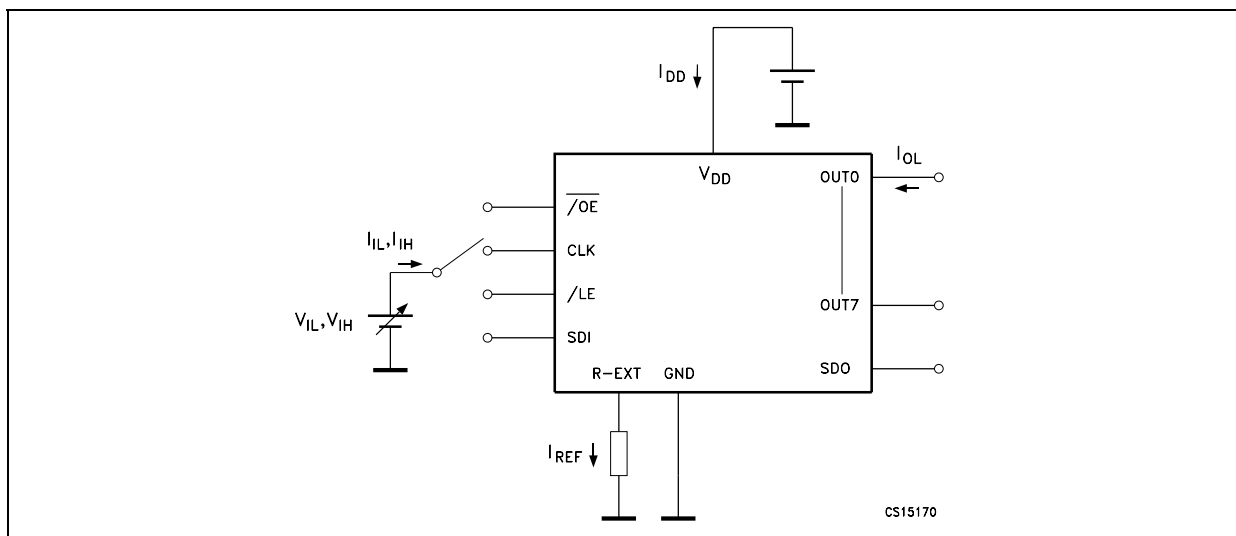 I_DD
V_DD
OUT0
I_OL
/OE
I_IL,I_IH
CLK
/LE
V_IL,V_IH
OUT7
SDI
R-EXT GND
SDO
I_REF
CS15170